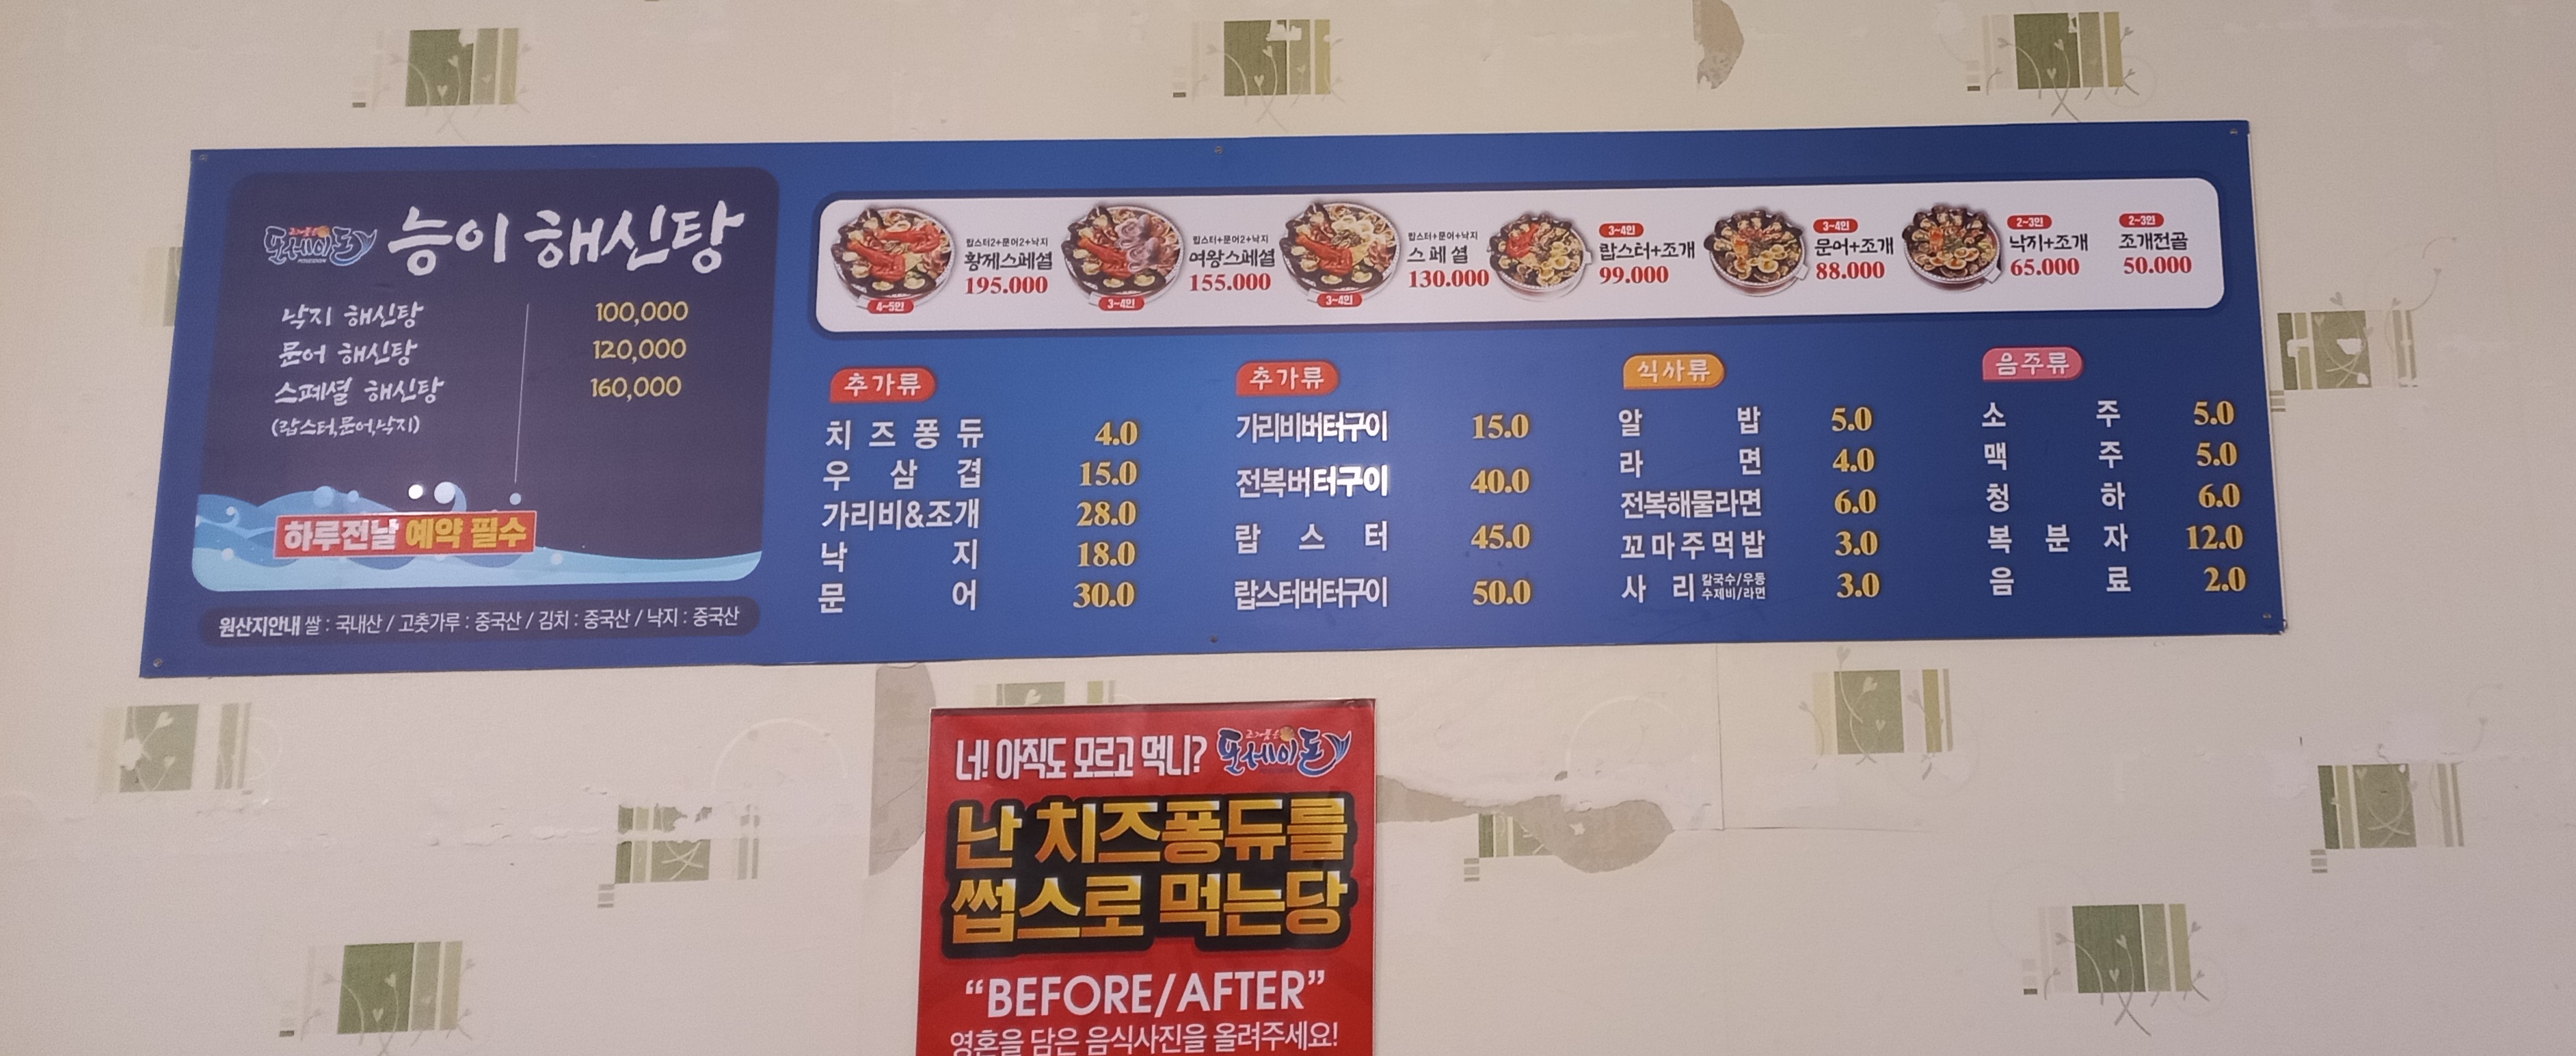 포세이돈
POSEIDON
능이 해신탕
낙지 해신탕 100,000
문어 해신탕 120,000
스페셜 해신탕 160,000
(랍스터,문어,낙지)
하루전날 예약 필수
원산지안내 쌀 : 국내산 / 고춧가루 : 중국산 / 김치 : 중국산 / 낙지 : 중국산
랍스터2+문어2+낙지
황제스페셜
195.000
4~5인
랍스터+문어2+낙지
여왕스페셜
155.000
3~4인
랍스터+문어+낙지
스페셜
130.000
3~4인
3~4인
랍스터+조개
99.000
3~4인
문어+조개
88.000
2~3인
낙지+조개
65.000
2~3인
조개전골
50.000
추가류
치즈퐁듀 4.0
우삼겹 15.0
가리비&조개 28.0
낙지 18.0
문어 30.0
추가류
가리비버터구이 15.0
전복버터구이 40.0
랍스터 45.0
랍스터버터구이 50.0
식사류
알밥 5.0
라면 4.0
전복해물라면 6.0
꼬마주먹밥 3.0
사리 칼국수/우동 수제비/라면 3.0
음주류
소주 5.0
맥주 5.0
청하 6.0
복분자 12.0
음료 2.0
네! 아직도 모르고 먹니? 포세이돈
난 치즈퐁듀를
썹스로 먹는당
“BEFORE/AFTER”
영혼을 담은 음식사진을 올려주세요!